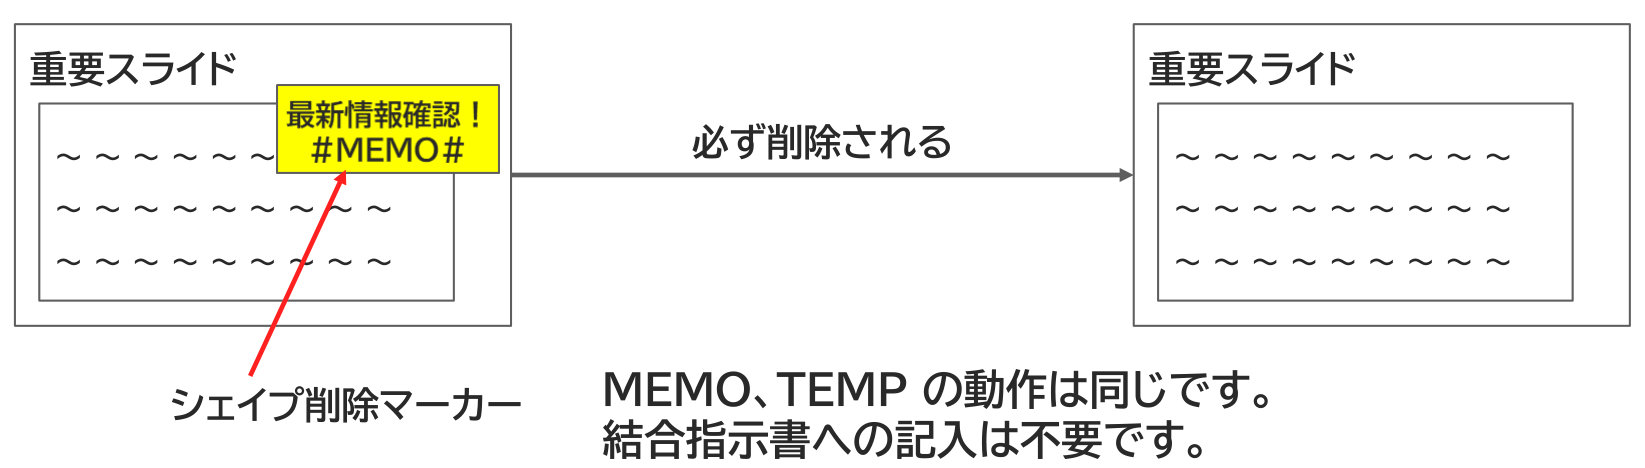 重要スライド
最新情報確認！
#MEMO#
～～～～～～
～～～～～～～～～
～～～～～～～～～
シェイプ削除マーカー
必ず削除される
重要スライド
～～～～～～～～～
～～～～～～～～～
～～～～～～～～～
MEMO、TEMP の動作は同じです。
結合指示書への記入は不要です。